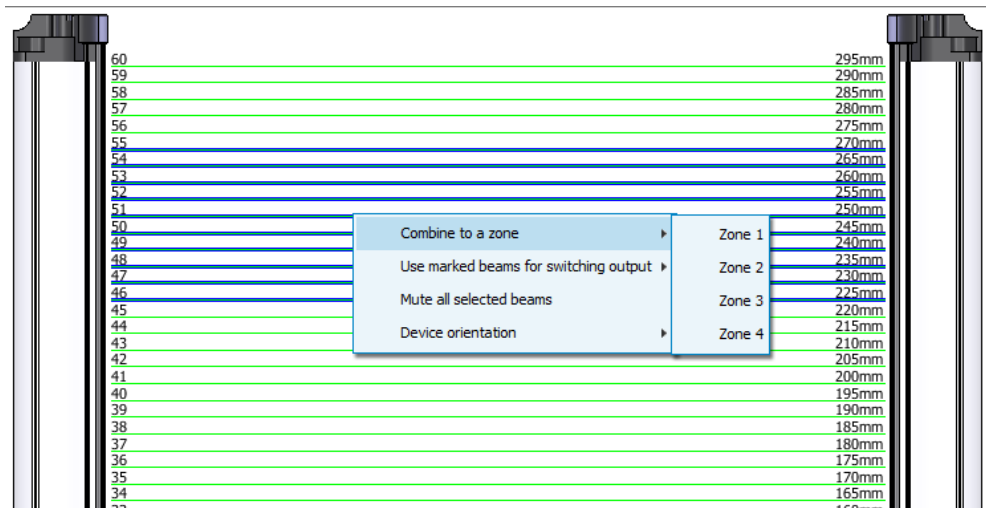 60 295mm
59 290mm
58 285mm
57 280mm
56 275mm
55 270mm
54 265mm
53 260mm
52 255mm
51 250mm
50 245mm
49 240mm
48 235mm
47 230mm
46 225mm
45 220mm
44 215mm
43 210mm
42 205mm
41 200mm
40 195mm
39 190mm
38 185mm
37 180mm
36 175mm
35 170mm
34 165mm
Combine to a zone
Use marked beams for switching output
Mute all selected beams
Device orientation
Zone 1
Zone 2
Zone 3
Zone 4